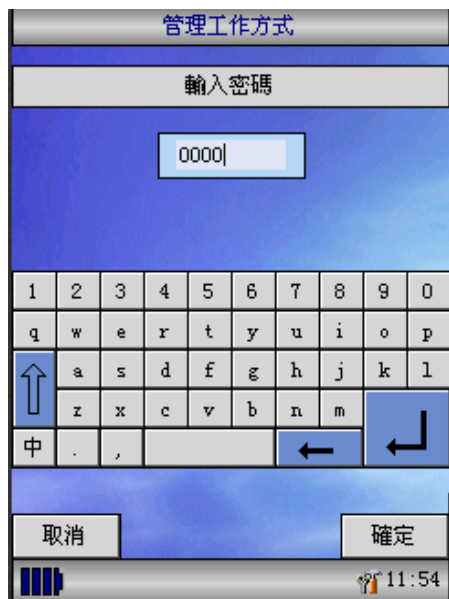 管理工作方式
輸入密碼
0000
1 2 3 4 5 6 7 8 9 0
q w e r t y u i o p
a s d f g h j k l
z x c v b n m
中 . ,
取消 確定
11:54